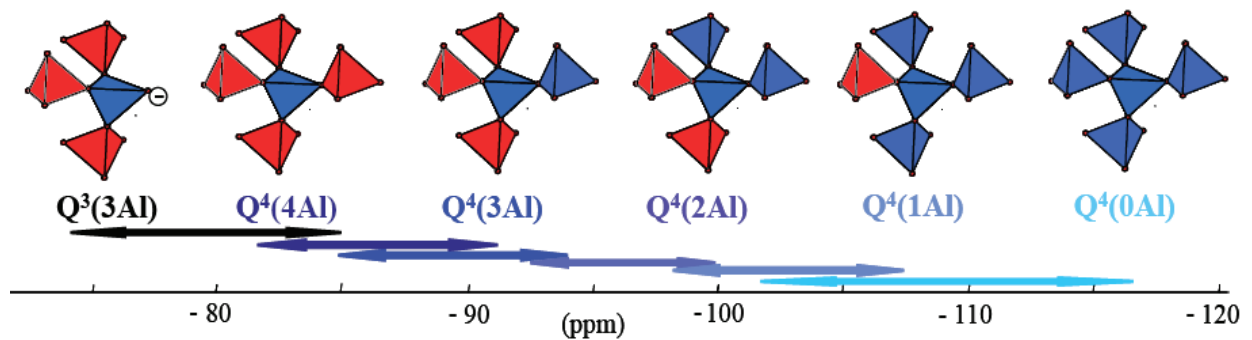 Q³(3Al) Q⁴(4Al) Q⁴(3Al) Q⁴(2Al) Q⁴(1Al) Q⁴(0Al)
- 80 - 90 (ppm) -100 -110 -120